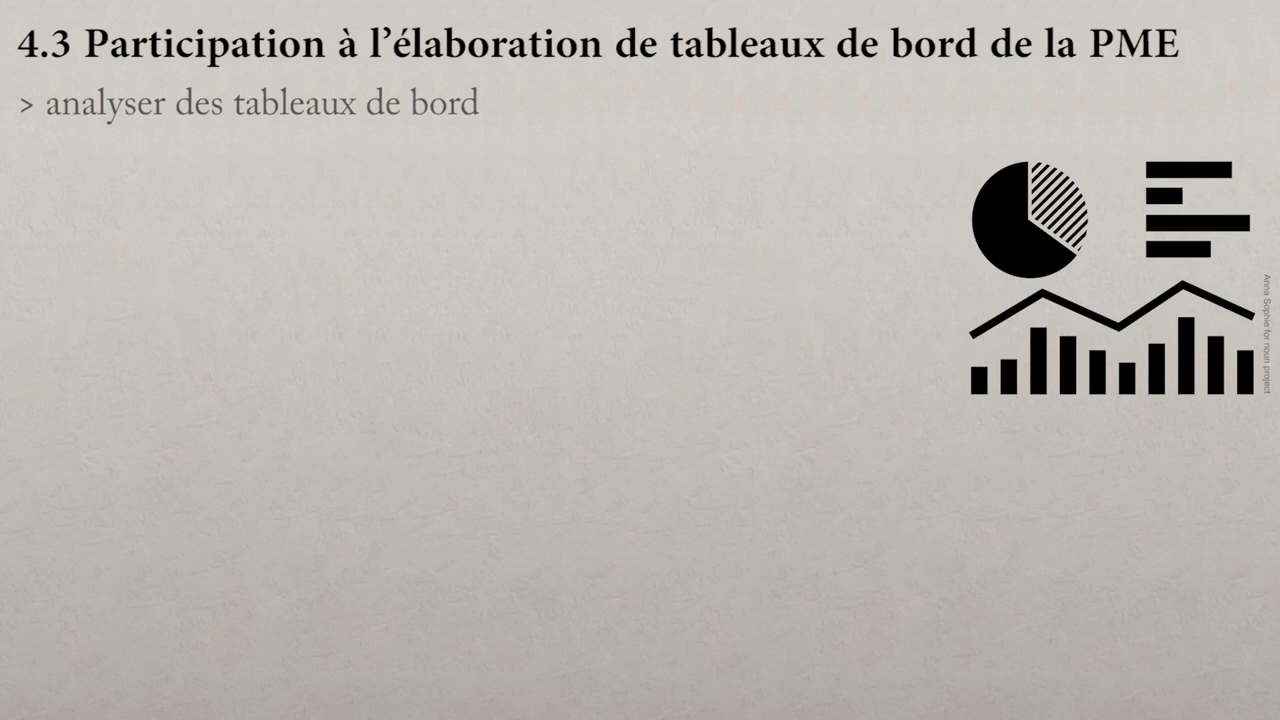 4.3 Participation à l’élaboration de tableaux de bord de la PME
> analyser des tableaux de bord
Anna Sophie for noun project